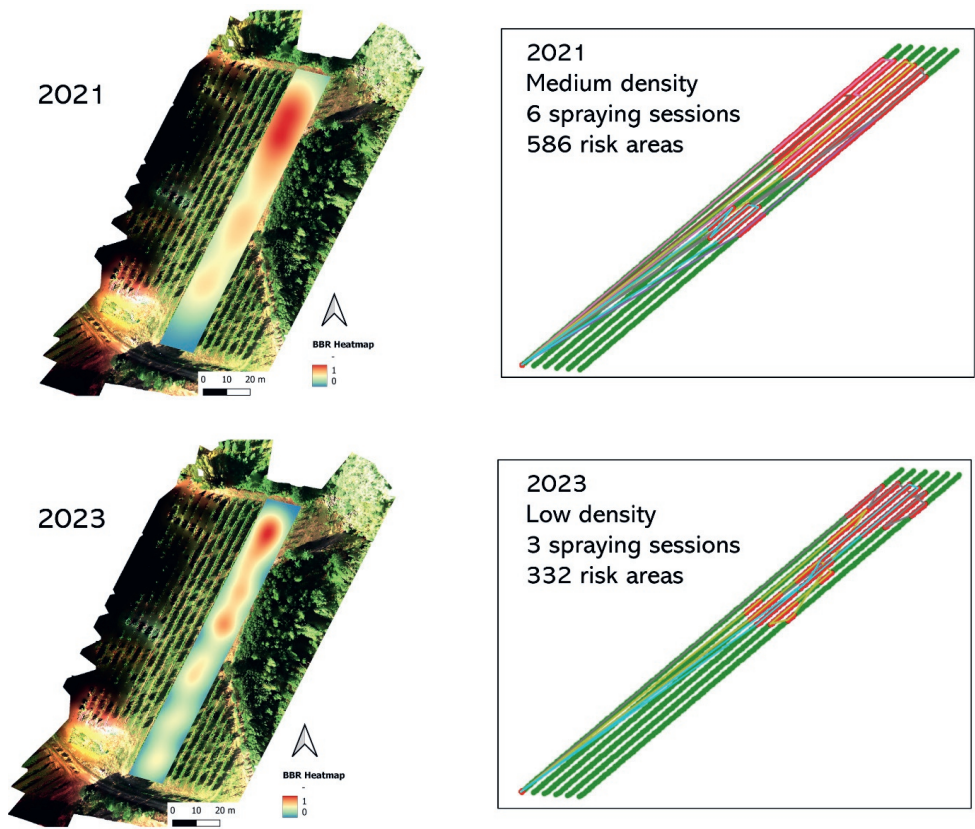 2021
BBR Heatmap
-
1
0
0 10 20 m
2021
Medium density
6 spraying sessions
586 risk areas
2023
BBR Heatmap
-
1
0
0 10 20 m
2023
Low density
3 spraying sessions
332 risk areas